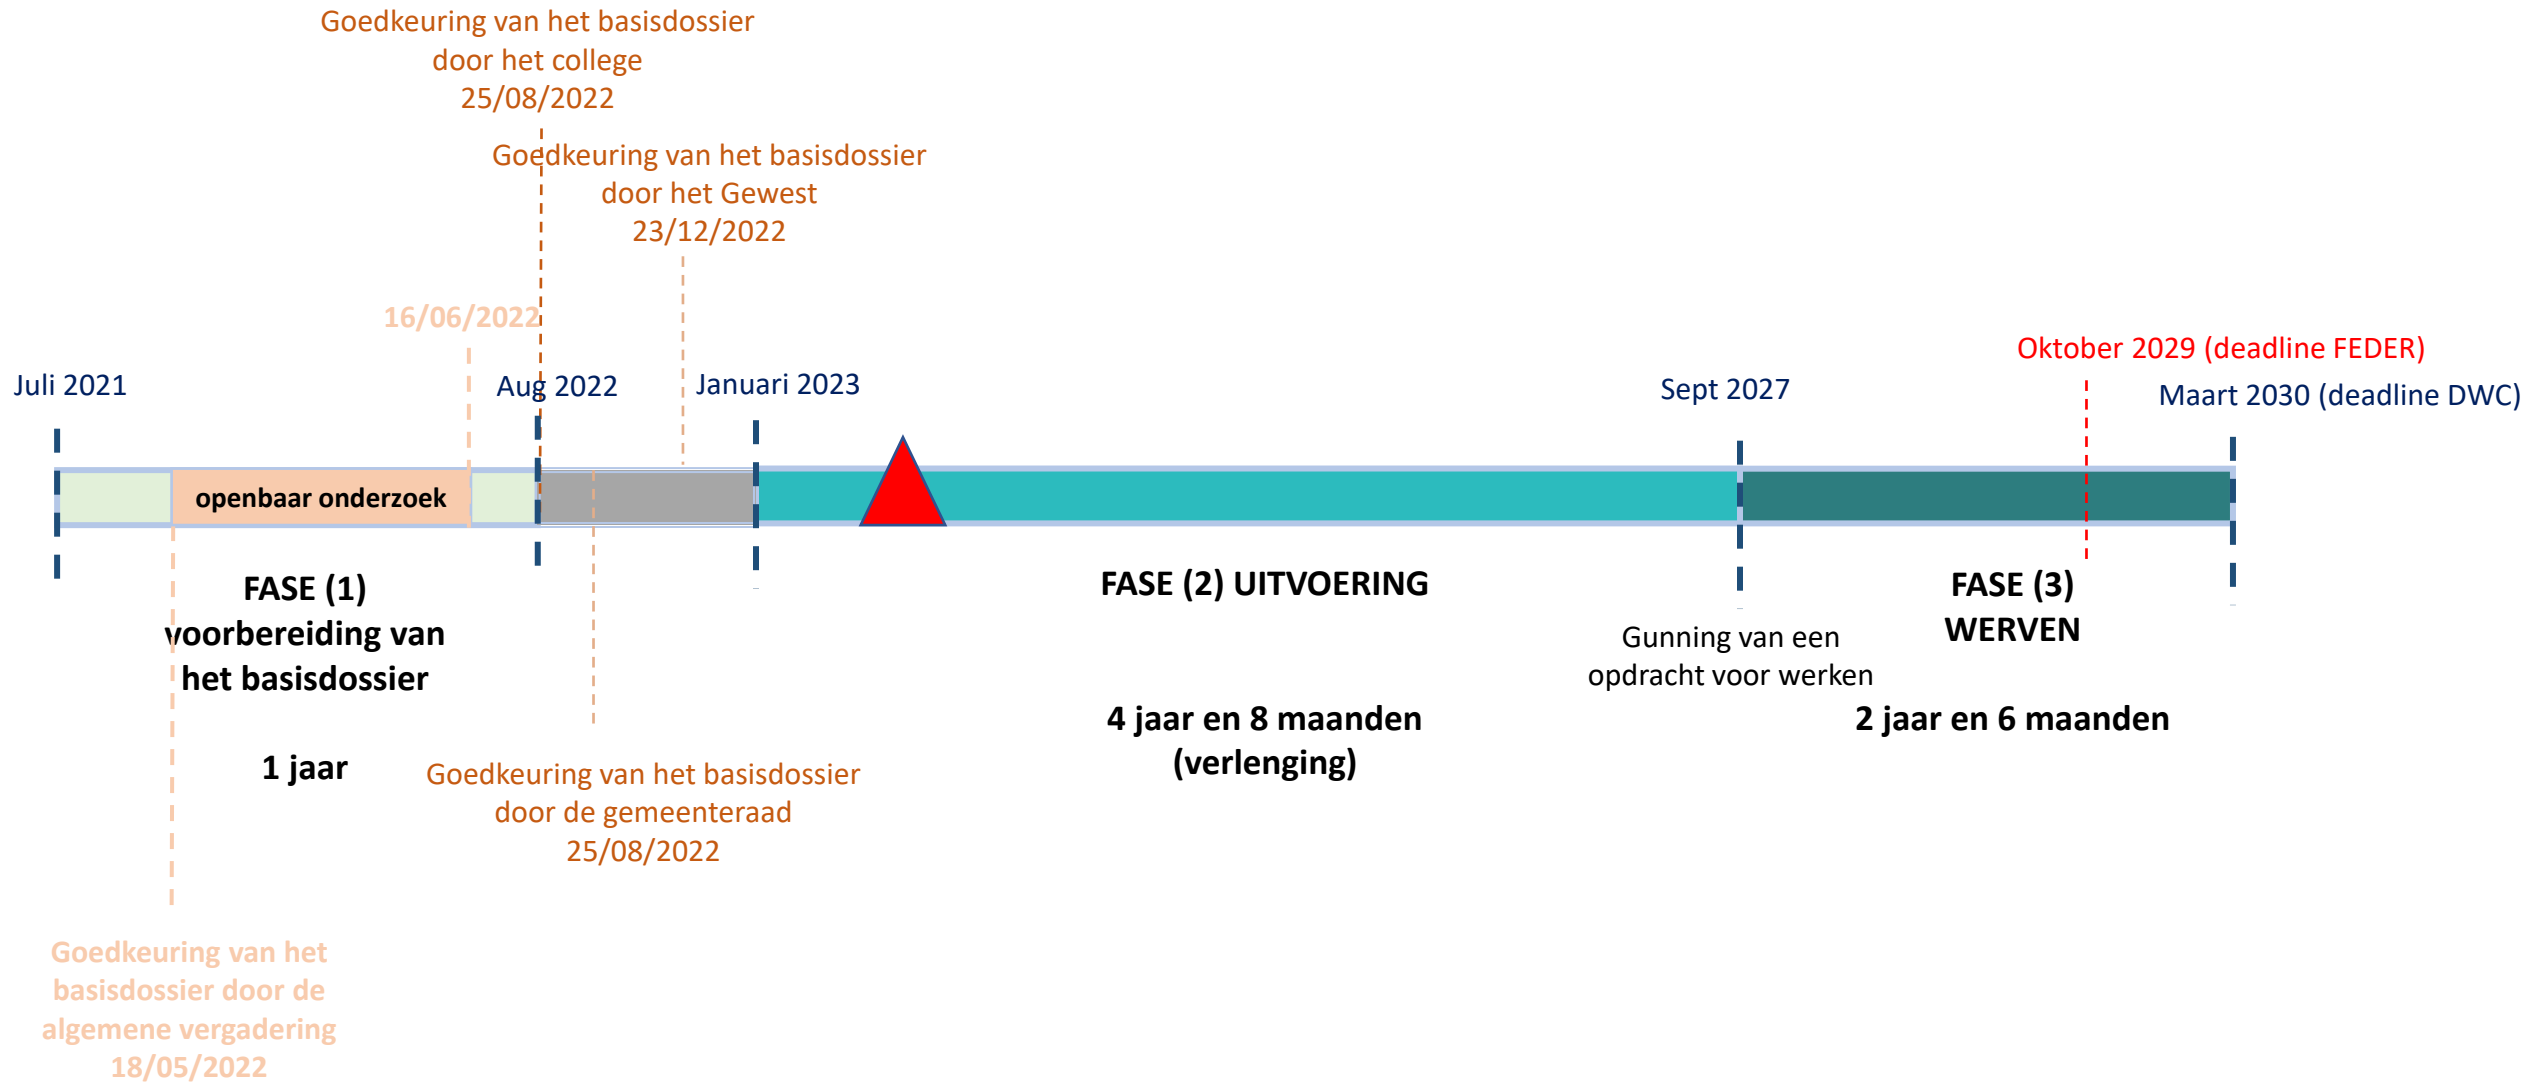 Goedkeuring van het basisdossier
door het college
25/08/2022
Goedkeuring van het basisdossier
door het Gewest
23/12/2022
16/06/2022
Oktober 2029 (deadline FEDER)
Juli 2021
Aug 2022
Januari 2023
Sept 2027
Maart 2030 (deadline DWC)
openbaar onderzoek
FASE (1)
voorbereiding van
het basisdossier
1 jaar
FASE (2) UITVOERING
4 jaar en 8 maanden
(verlenging)
Gunning van een
opdracht voor werken
FASE (3)
WERVEN
2 jaar en 6 maanden
Goedkeuring van het basisdossier
door de gemeenteraad
25/08/2022
Goedkeuring van het
basisdossier door de
algemene vergadering
18/05/2022